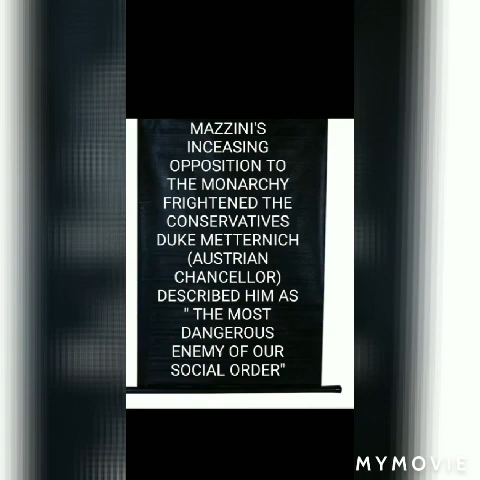 MAZZINI'S
INCEASING
OPPOSITION TO
THE MONARCHY
FRIGHTENED THE
CONSERVATIVES
DUKE METTERNICH
(AUSTRIAN
CHANCELLOR)
DESCRIBED HIM AS
" THE MOST
DANGEROUS
ENEMY OF OUR
SOCIAL ORDER"
MYMOVIE